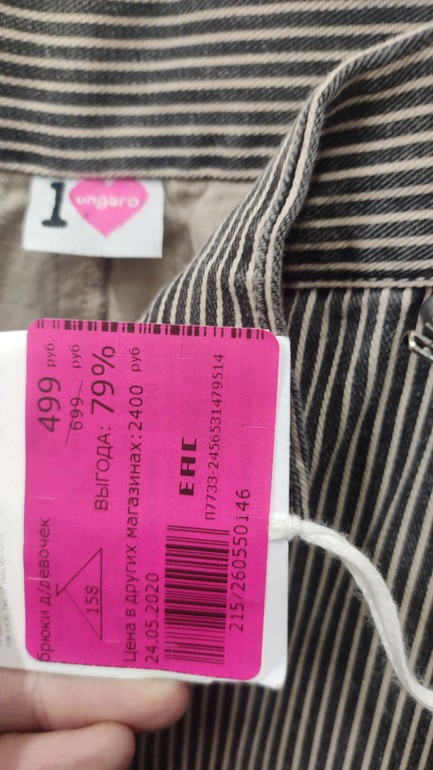 1 ungaro
брюки д/девочек
499 руб.
699 руб
158
ВЫГОДА: 79%
Цена в других магазинах: 2400 руб
24.05.2020
ЕАС
П7733-2456531479514
215/260550146